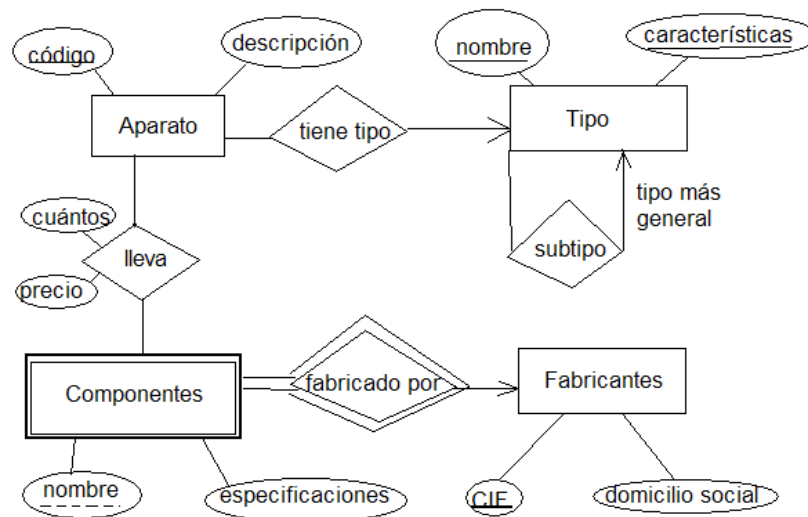 código
descripción
nombre
características
Aparato
tiene tipo
Tipo
cuántos
precio
lleva
subtipo
tipo más
general
Componentes
fabricado por
Fabricantes
nombre
especificaciones
CIF
domicilio social